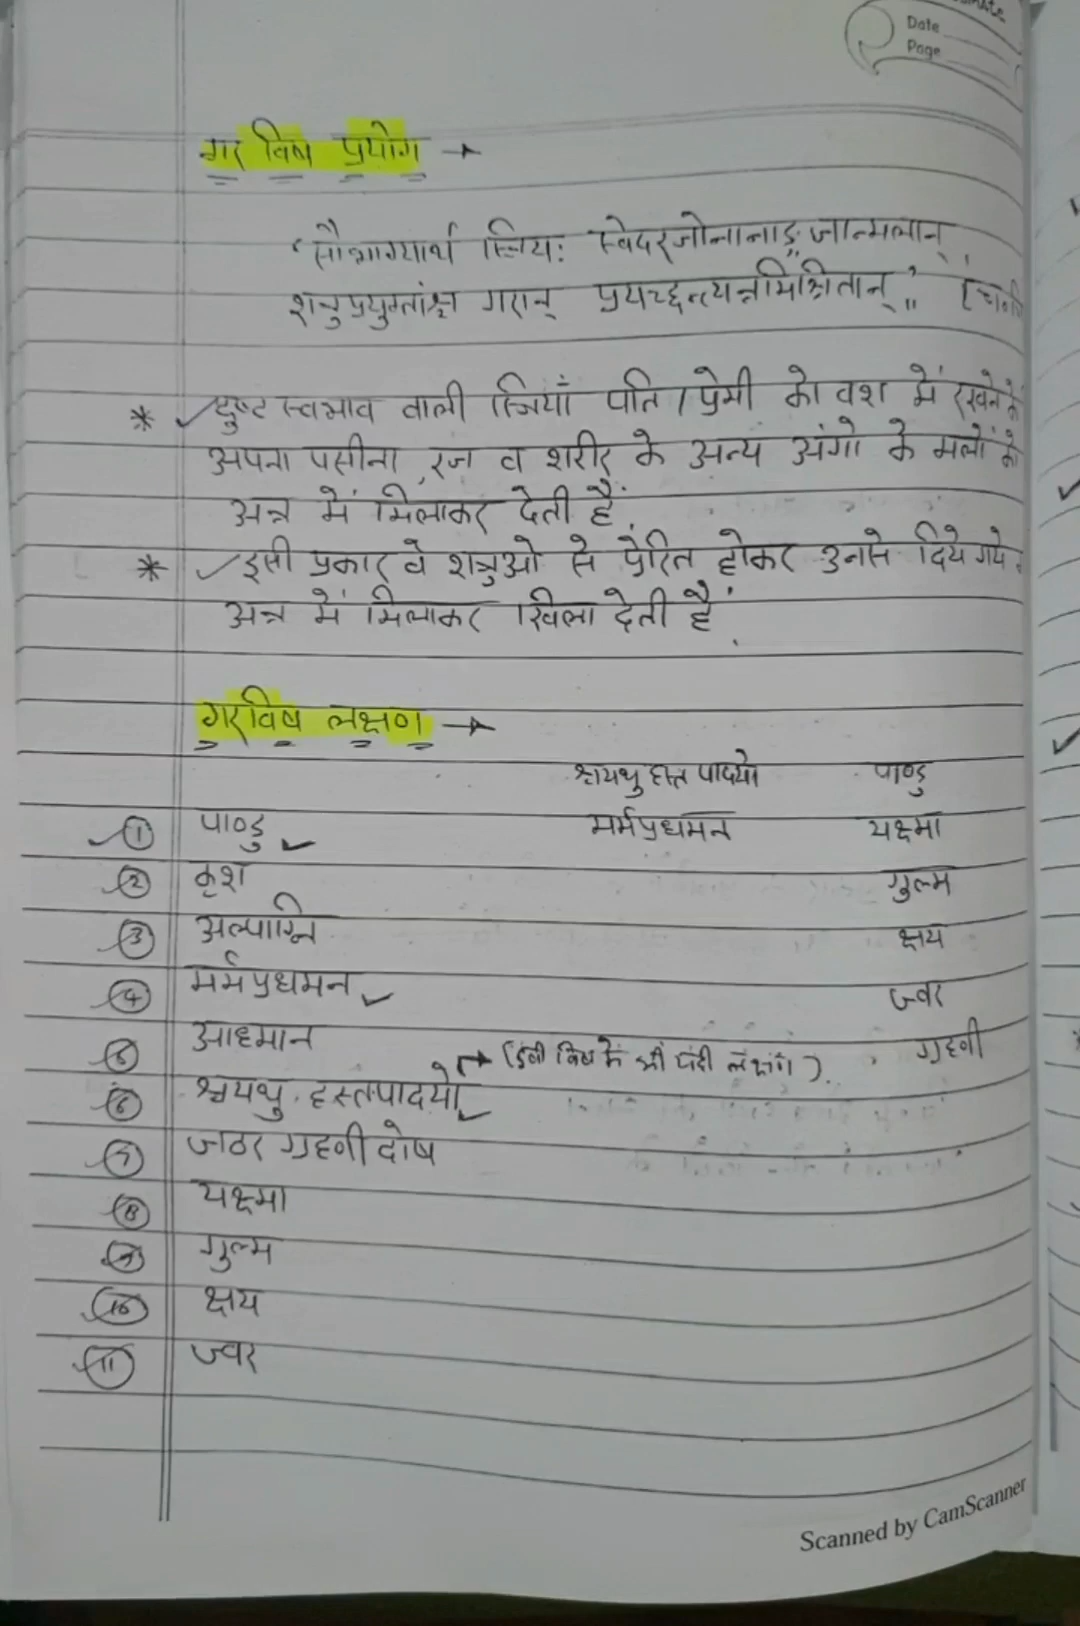 Date
Page
गर विष प्रयोग →
"सौभाग्यार्थं स्त्रियः स्वेदरजोनानाङ्गजान्मलान्
शत्रुप्रयुक्तांश्च गरान् प्रयच्छन्त्यन्नमिश्रितान्"
* ✓ दुष्ट स्वभाव वाली स्त्रियाँ पति / प्रेमी को वश में रखने के
अपना पसीना, रज व शरीर के अन्य अंगो के मलों को
अन्न में मिलाकर देती हैं.
* ✓ इसी प्रकार वे शत्रुओ से प्रेरित होकर उनसे दिये गये
अन्न में मिलाकर खिला देती है.
गरविष लक्षण →
श्वयथु हस्त पादयो पाण्डु
① पाण्डु ✓ मर्मप्रधमन यक्ष्मा
② कृश गुल्म
③ अल्पाग्नि क्षय
④ मर्मप्रधमन ✓ ज्वर
⑤ आध्मान ग्रहणी
→ (दूषी विष में भी यही लक्षण).
⑥ श्वयथु हस्तपादयो ✓
⑦ जठर ग्रहणी दोष
⑧ यक्ष्मा
⑨ गुल्म
⑩ क्षय
⑪ ज्वर
Scanned by CamScanner